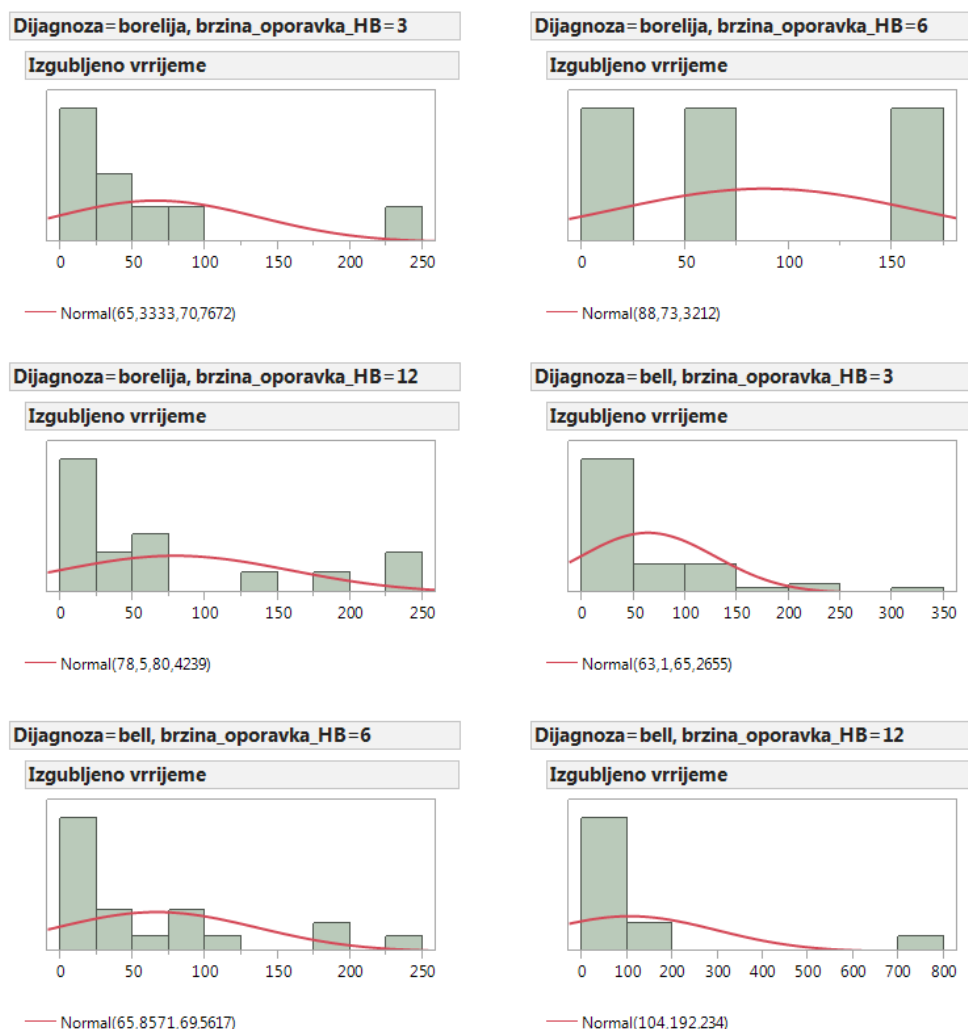 Dijagnoza=borelija, brzina_oporavka_HB=3
Izgubljeno vrrijeme
0 50 100 150 200 250
Normal(65,3333,70,7672)
Dijagnoza=borelija, brzina_oporavka_HB=6
Izgubljeno vrrijeme
0 50 100 150
Normal(88,73,3212)
Dijagnoza=borelija, brzina_oporavka_HB=12
Izgubljeno vrrijeme
0 50 100 150 200 250
Normal(78,5,80,4239)
Dijagnoza=bell, brzina_oporavka_HB=3
Izgubljeno vrrijeme
0 50 100 150 200 250 300 350
Normal(63,1,65,2655)
Dijagnoza=bell, brzina_oporavka_HB=6
Izgubljeno vrrijeme
0 50 100 150 200 250
Normal(65,8571,69,5617)
Dijagnoza=bell, brzina_oporavka_HB=12
Izgubljeno vrrijeme
0 100 200 300 400 500 600 700 800
Normal(104,192,234)